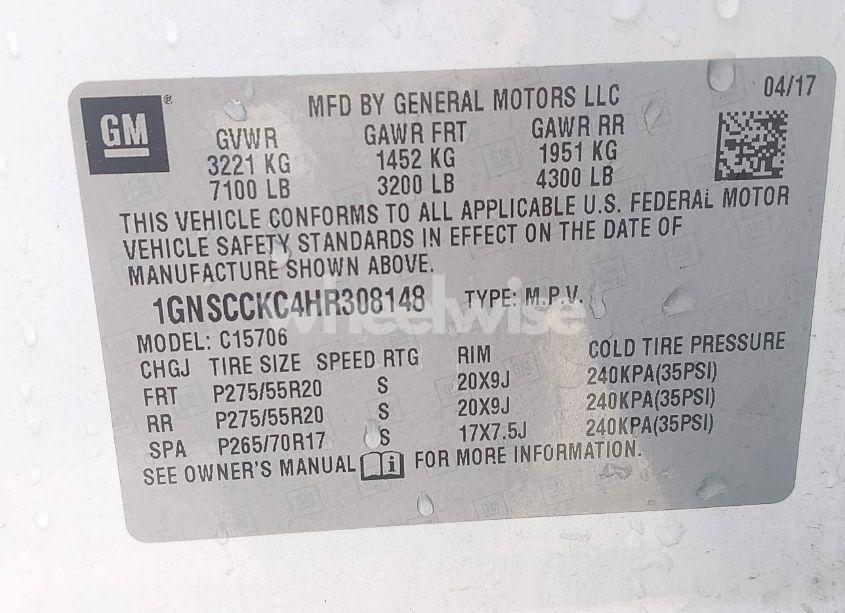 GM ® MFD BY GENERAL MOTORS LLC 04/17
GVWR GAWR FRT GAWR RR
3221 KG 1452 KG 1951 KG
7100 LB 3200 LB 4300 LB
THIS VEHICLE CONFORMS TO ALL APPLICABLE U.S. FEDERAL MOTOR
VEHICLE SAFETY STANDARDS IN EFFECT ON THE DATE OF
MANUFACTURE SHOWN ABOVE.
1GNSCCKC4HR308148 TYPE: M.P.V.
wheelwise
MODEL: C15706
CHGJ TIRE SIZE SPEED RTG RIM COLD TIRE PRESSURE
FRT P275/55R20 S 20X9J 240KPA(35PSI)
RR P275/55R20 S 20X9J 240KPA(35PSI)
SPA P265/70R17 S 17X7.5J 240KPA(35PSI)
SEE OWNER'S MANUAL i FOR MORE INFORMATION.